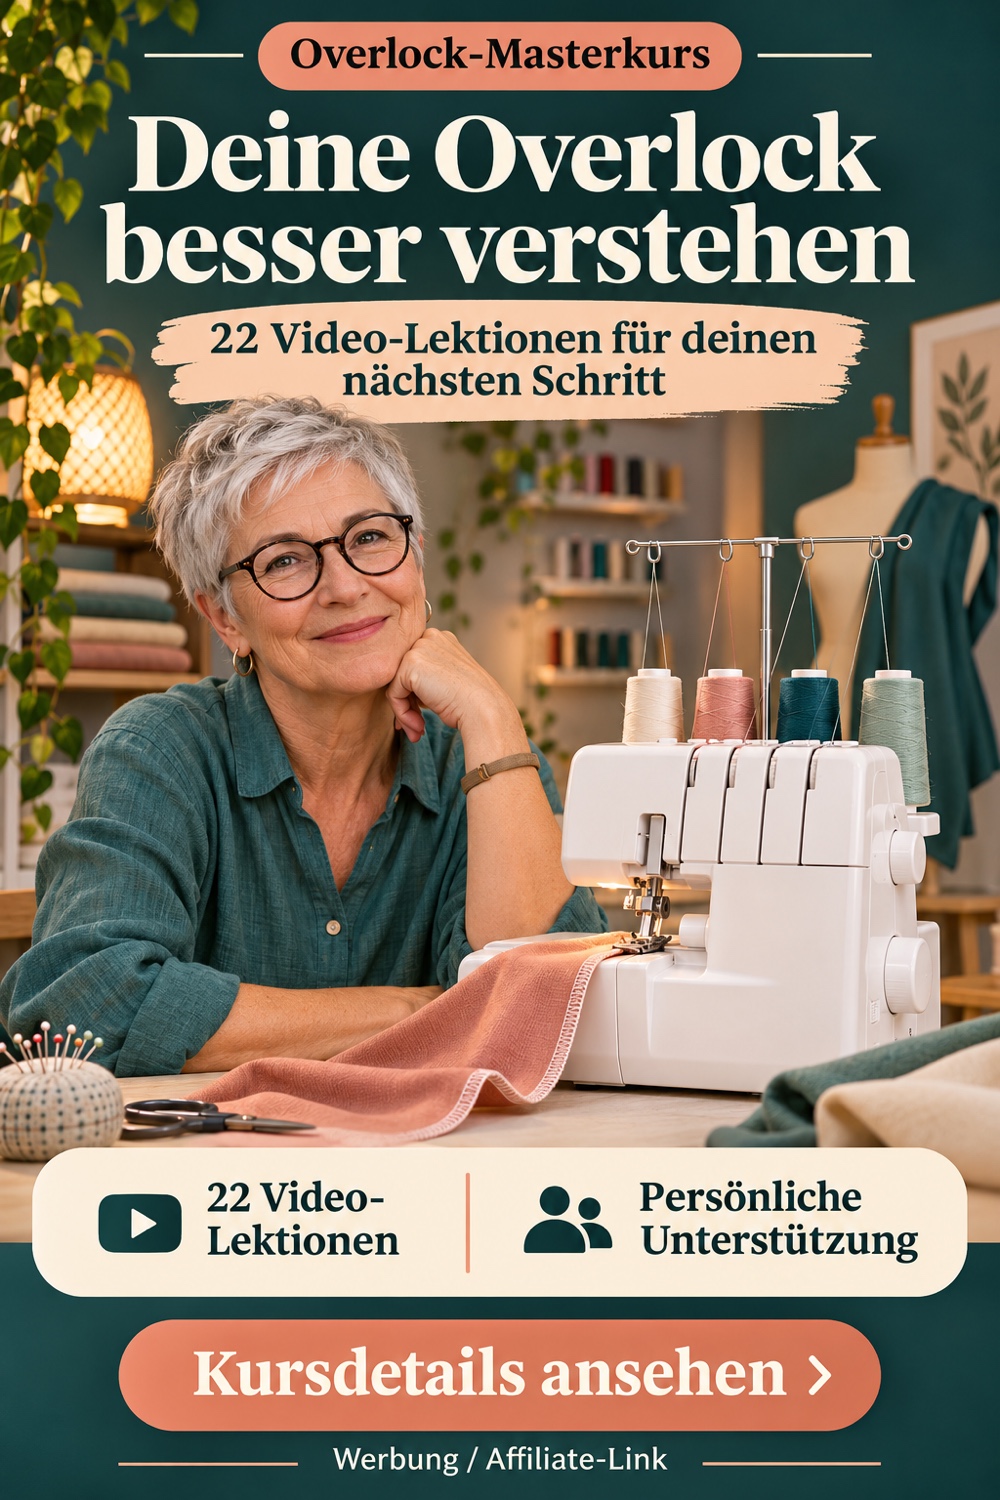 Overlock-Masterkurs
Deine Overlock
besser verstehen
22 Video-Lektionen für deinen
nächsten Schritt
22 Video-
Lektionen
Persönliche
Unterstützung
Kursdetails ansehen
Werbung / Affiliate-Link